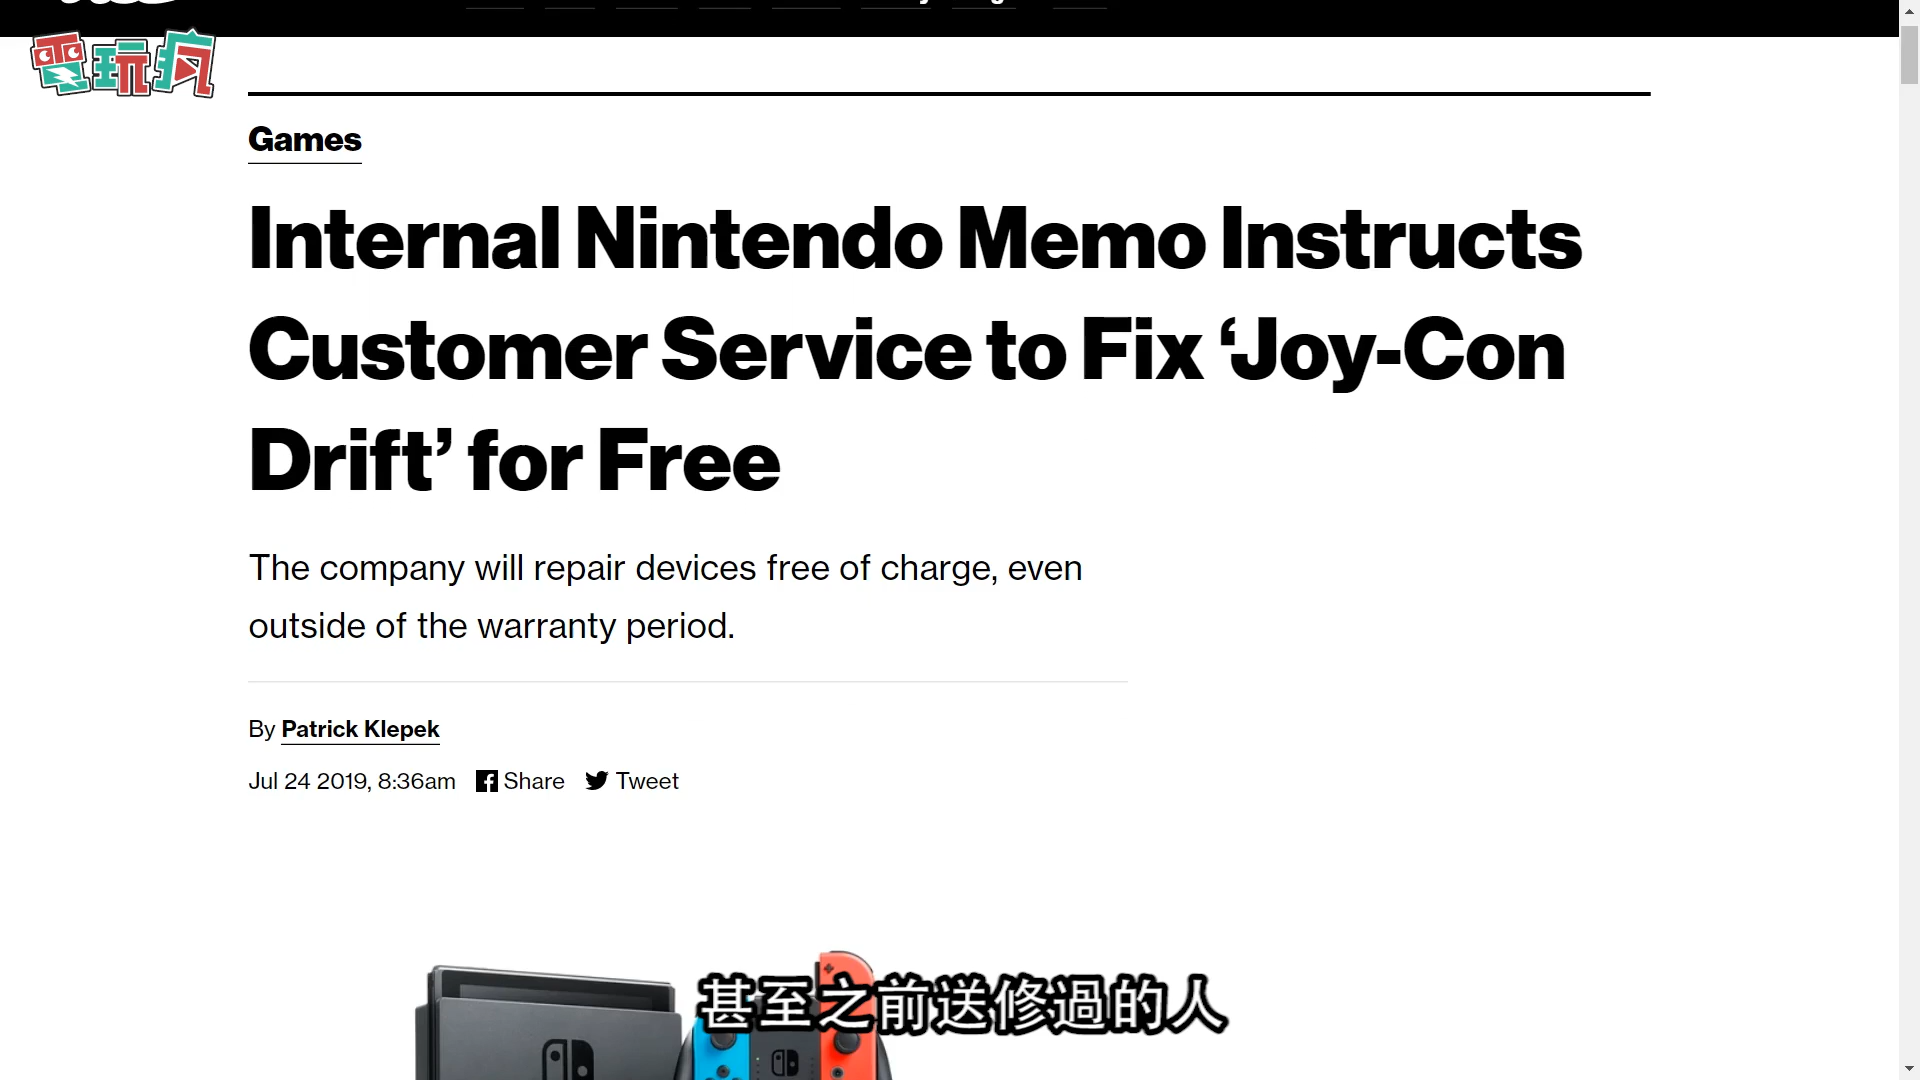 電玩瘋
Games
Internal Nintendo Memo Instructs
Customer Service to Fix ‘Joy-Con
Drift’ for Free
The company will repair devices free of charge, even
outside of the warranty period.
By Patrick Klepek
Jul 24 2019, 8:36am Share Tweet
甚至之前送修過的人